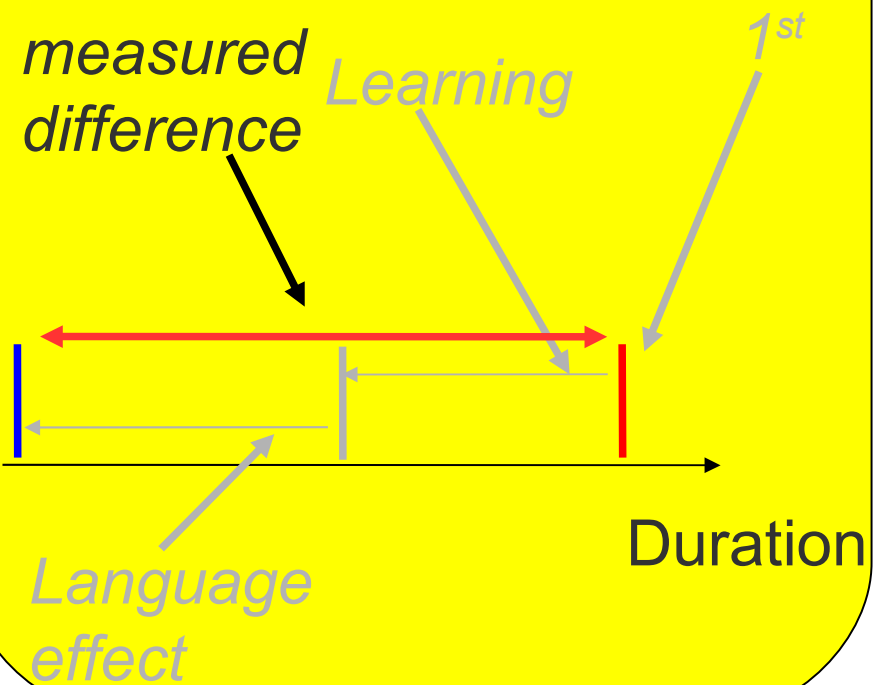 measured
difference
Learning
1st
Duration
Language
effect